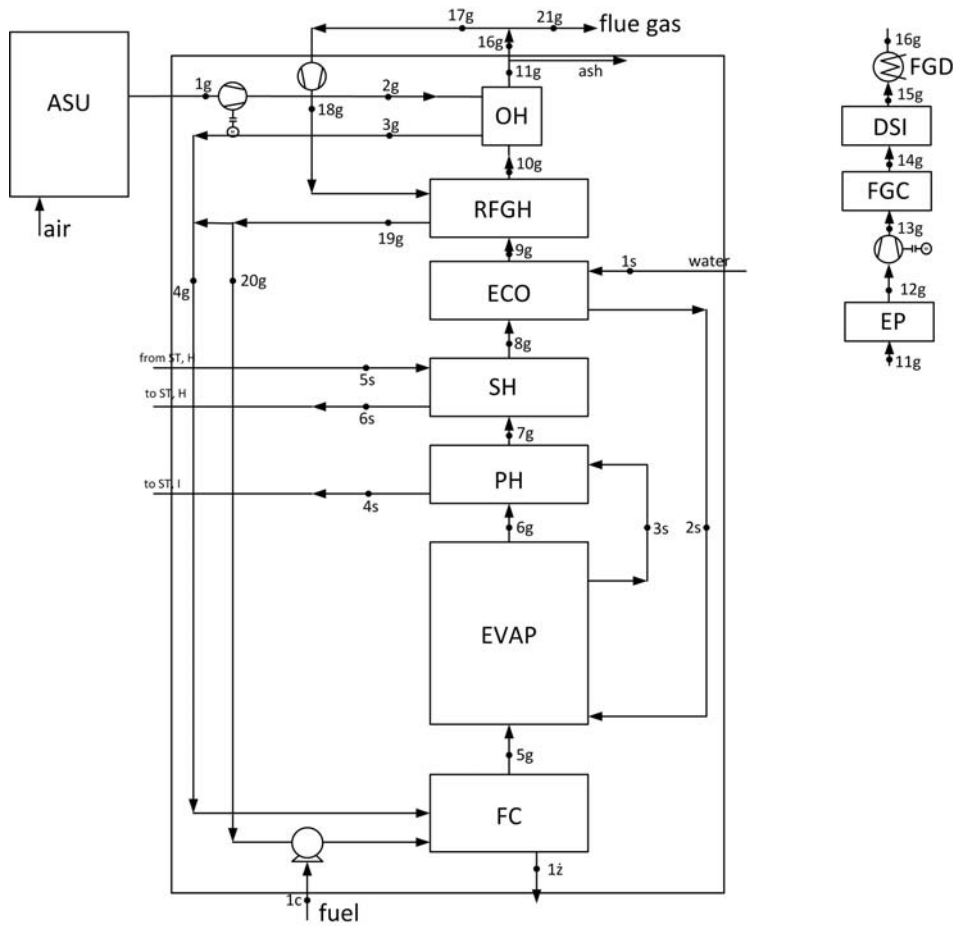 17g 21g flue gas
16g
ash
11g
ASU
1g
2g
18g
3g
OH
10g
RFGH
air
19g
9g
1s water
4g
20g
ECO
8g
from ST, H
5s
SH
to ST, H
6s
7g
PH
to ST, I
4s
6g
3s
2s
EVAP
5g
FC
1ż
1c
fuel
16g
FGD
15g
DSI
14g
FGC
13g
12g
EP
11g